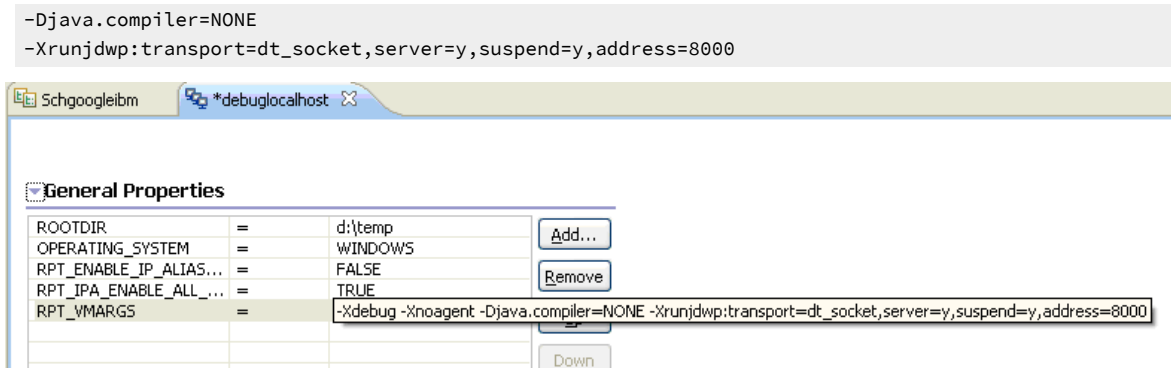 -Djava.compiler=NONE
-Xrunjdwp:transport=dt_socket,server=y,suspend=y,address=8000
Schgoogleibm *debuglocalhost
General Properties
ROOTDIR = d:\temp Add...
OPERATING_SYSTEM = WINDOWS
RPT_ENABLE_IP_ALIAS... = FALSE Remove
RPT_IPA_ENABLE_ALL_... = TRUE
RPT_VMARGS = -Xdebug -Xnoagent -Djava.compiler=NONE -Xrunjdwp:transport=dt_socket,server=y,suspend=y,address=8000
Down